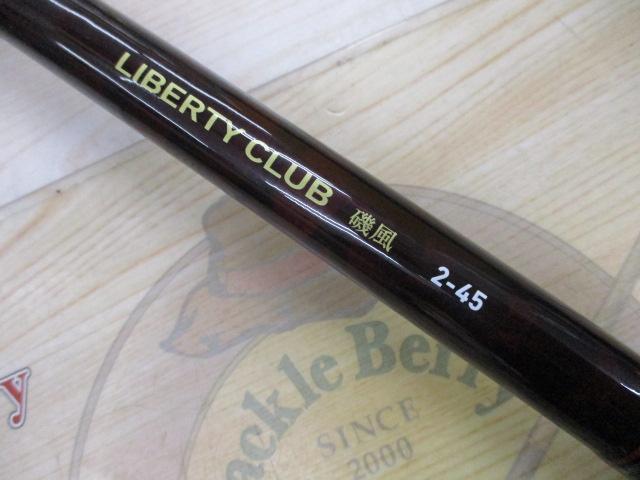 LIBERTY CLUB 磯風 2-45
ackle Berry
SINCE
2000
y